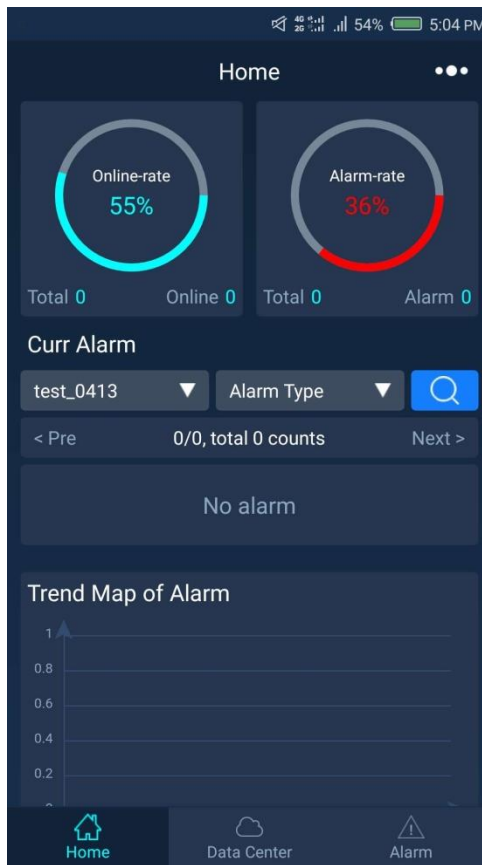 4G 2G 54% 5:04 PM
Home
Online-rate
55%
Total 0 Online 0
Alarm-rate
36%
Total 0 Alarm 0
Curr Alarm
test_0413 Alarm Type
< Pre 0/0, total 0 counts Next >
No alarm
Trend Map of Alarm
1
0.8
0.6
0.4
0.2
Home Data Center Alarm